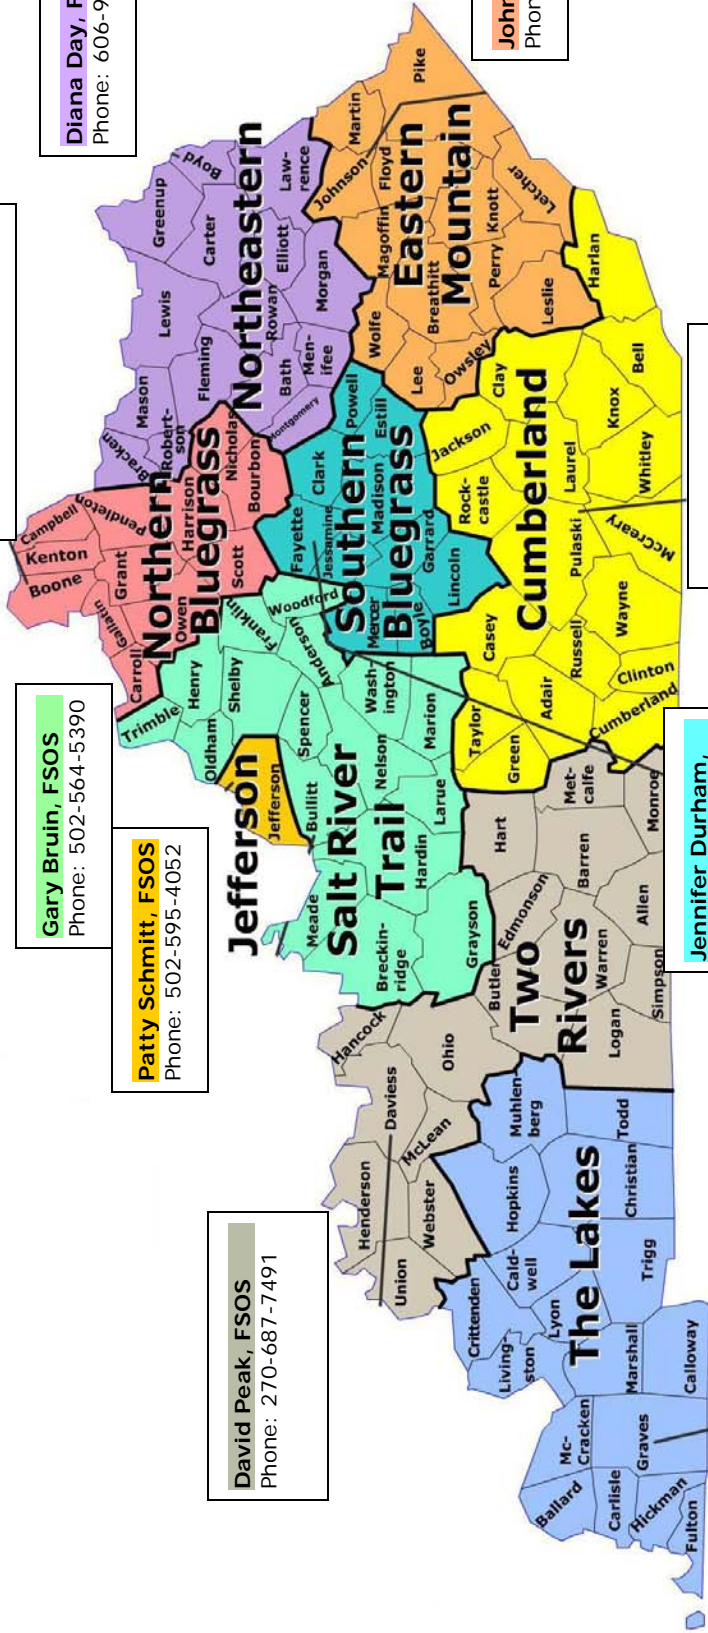 Diana Day, F
Phone: 606-9
John
Phon
Gary Bruin, FSOS
Phone: 502-564-5390
Patty Schmitt, FSOS
Phone: 502-595-4052
David Peak, FSOS
Phone: 270-687-7491
Jennifer Durham,
Northeastern
Greenup
Boyd
Carter
Law-
rence
Lewis
Elliott
Rowan
Morgan
Mason
Fleming
Bath
Men-
ifee
Montgomery
Bracken
Robert-
son
Northern
Bluegrass
Campbell
Kenton
Boone
Pendleton
Grant
Gallatin
Carroll
Owen
Harrison
Nicholas
Bourbon
Scott
Eastern
Mountain
Pike
Martin
Johnson
Floyd
Magoffin
Knott
Letcher
Perry
Breathitt
Wolfe
Lee
Owsley
Leslie
Southern
Bluegrass
Powell
Estill
Clark
Madison
Fayette
Jessamine
Garrard
Lincoln
Mercer
Boyle
Cumberland
Harlan
Bell
Clay
Knox
Jackson
Laurel
Whitley
Rock-
castle
Pulaski
McCreary
Casey
Wayne
Russell
Clinton
Adair
Cumberland
Taylor
Green
Jefferson
Jefferson
Salt River
Trail
Trimble
Henry
Oldham
Shelby
Franklin
Woodford
Anderson
Spencer
Wash-
ington
Marion
Nelson
Bullitt
Larue
Hardin
Meade
Breckin-
ridge
Grayson
Two
Rivers
Hart
Met-
calfe
Monroe
Barren
Edmonson
Allen
Butler
Warren
Simpson
Logan
Hancock
Ohio
Daviess
McLean
Henderson
Webster
Union
The Lakes
Muhlen-
berg
Todd
Hopkins
Christian
Cald-
well
Trigg
Crittenden
Lyon
Living-
ston
Marshall
Calloway
Mc-
Cracken
Graves
Ballard
Carlisle
Hickman
Fulton